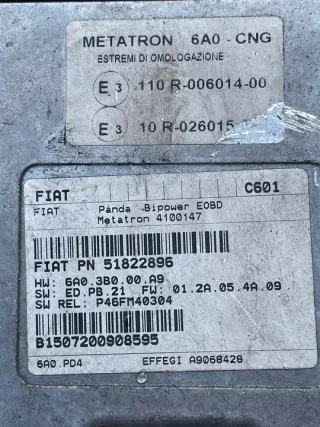 METATRON 6A0 - CNG
ESTREMI DI OMOLOGAZIONE
E 3 110 R-006014-00
E 3 10 R-026015
FIAT C601
FIAT Panda Bipower EOBD
Metatron 4100147
FIAT PN 51822896
HW: 6A0.3B0.00.A9
SW: ED.PB.21 FW: 01.2A.05.4A.09
SW REL: P46FM40304
B1507200908595
6A0.PD4 EFFEGI A9068428